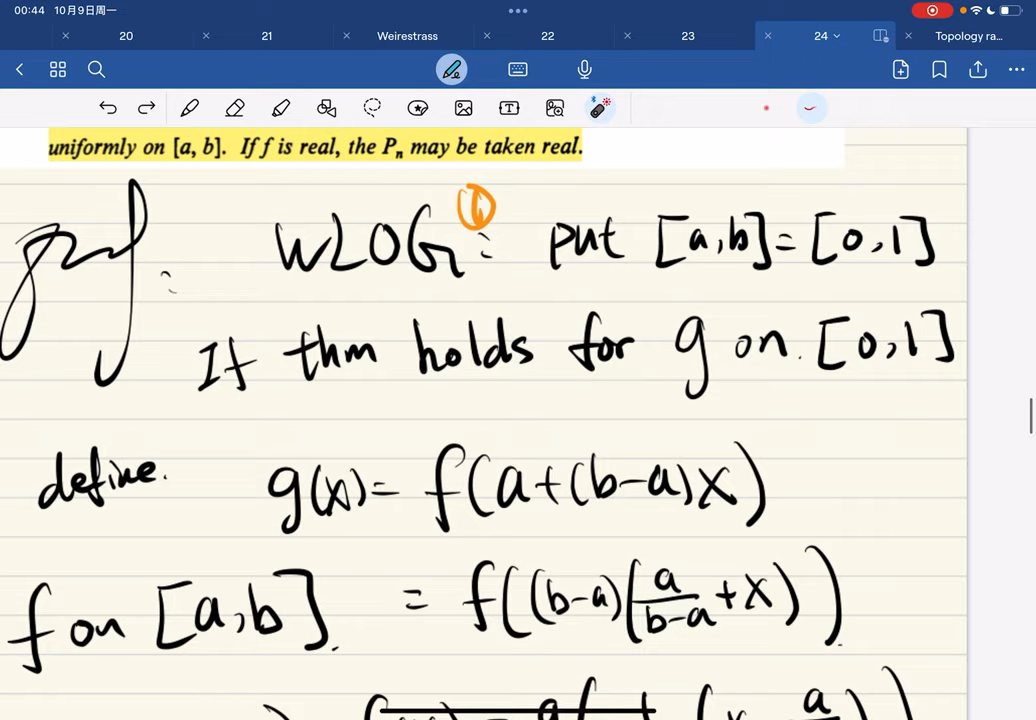 00:44 10月9日周一
20 21 Weirestrass 22 23 24 Topology ra...
uniformly on [a, b]. If f is real, the Pₙ may be taken real.
WLOG ① : put [a,b]=[0,1]
If thm holds for g on. [0,1]
define. g(x)= f(a+(b-a)x)
f on [a,b]. = f((b-a)(a/(b-a)+x)).